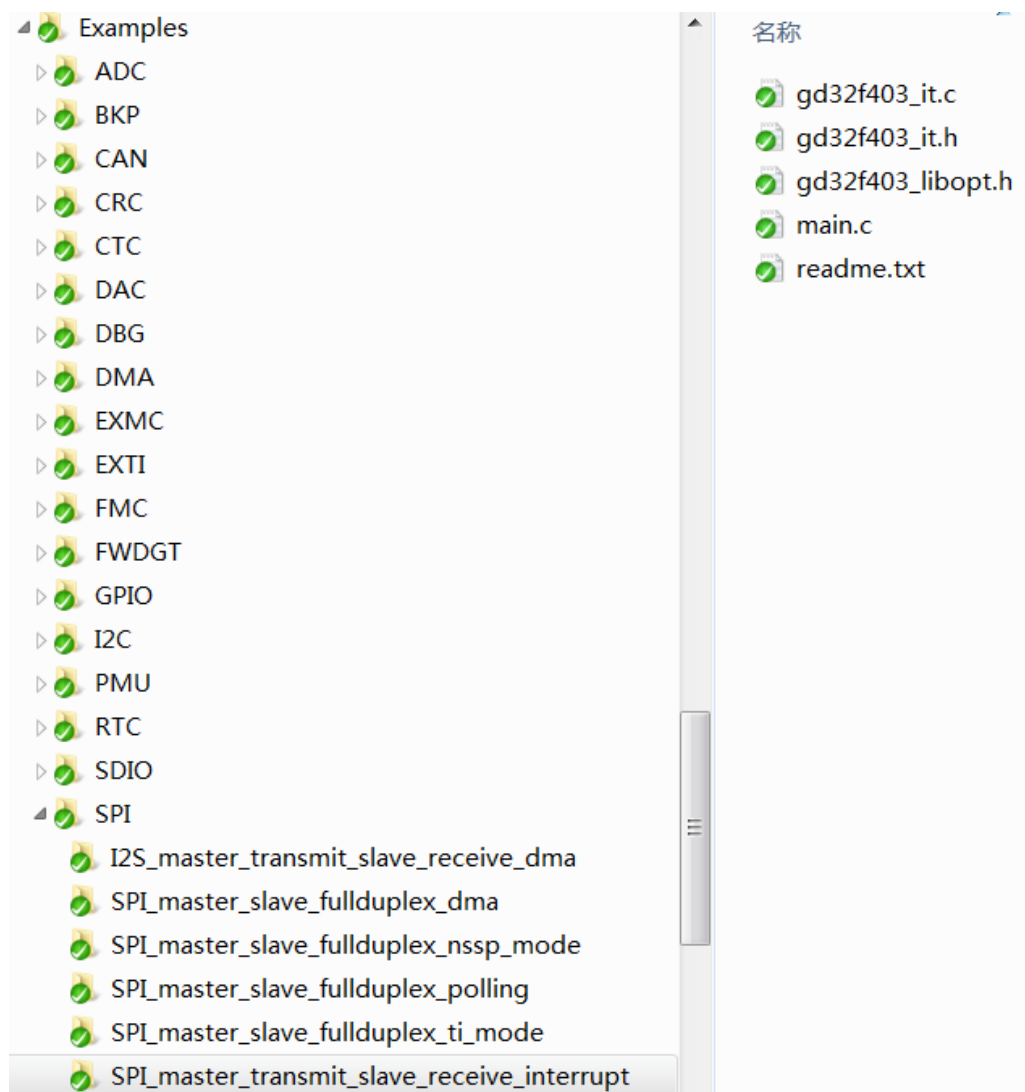 Examples
ADC
BKP
CAN
CRC
CTC
DAC
DBG
DMA
EXMC
EXTI
FMC
FWDGT
GPIO
I2C
PMU
RTC
SDIO
SPI
I2S_master_transmit_slave_receive_dma
SPI_master_slave_fullduplex_dma
SPI_master_slave_fullduplex_nssp_mode
SPI_master_slave_fullduplex_polling
SPI_master_slave_fullduplex_ti_mode
SPI_master_transmit_slave_receive_interrupt
名称
gd32f403_it.c
gd32f403_it.h
gd32f403_libopt.h
main.c
readme.txt